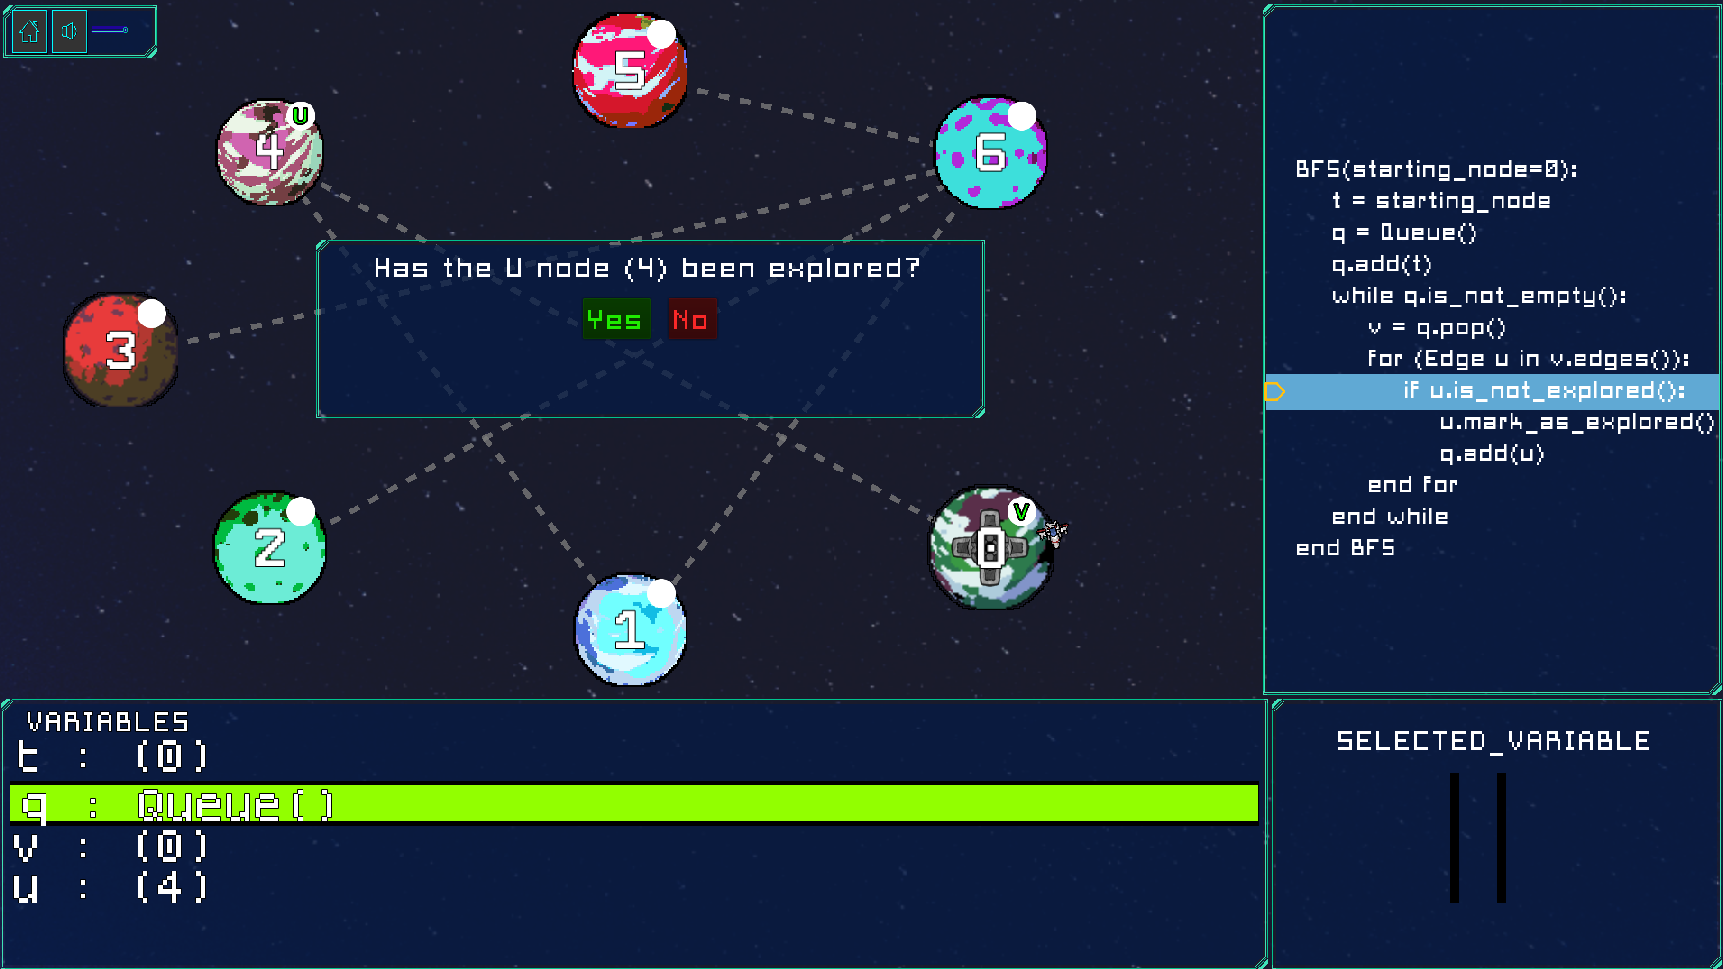 5
4
U
6
Has the U node (4) been explored?
Yes No
3
2
0
V
1
BFS(starting_node=0):
t = starting_node
q = Queue()
q.add(t)
while q.is_not_empty():
v = q.pop()
for (Edge u in v.edges()):
if u.is_not_explored():
u.mark_as_explored()
q.add(u)
end for
end while
end BFS
VARIABLES
t : (0)
q : Queue()
v : (0)
u : (4)
SELECTED_VARIABLE